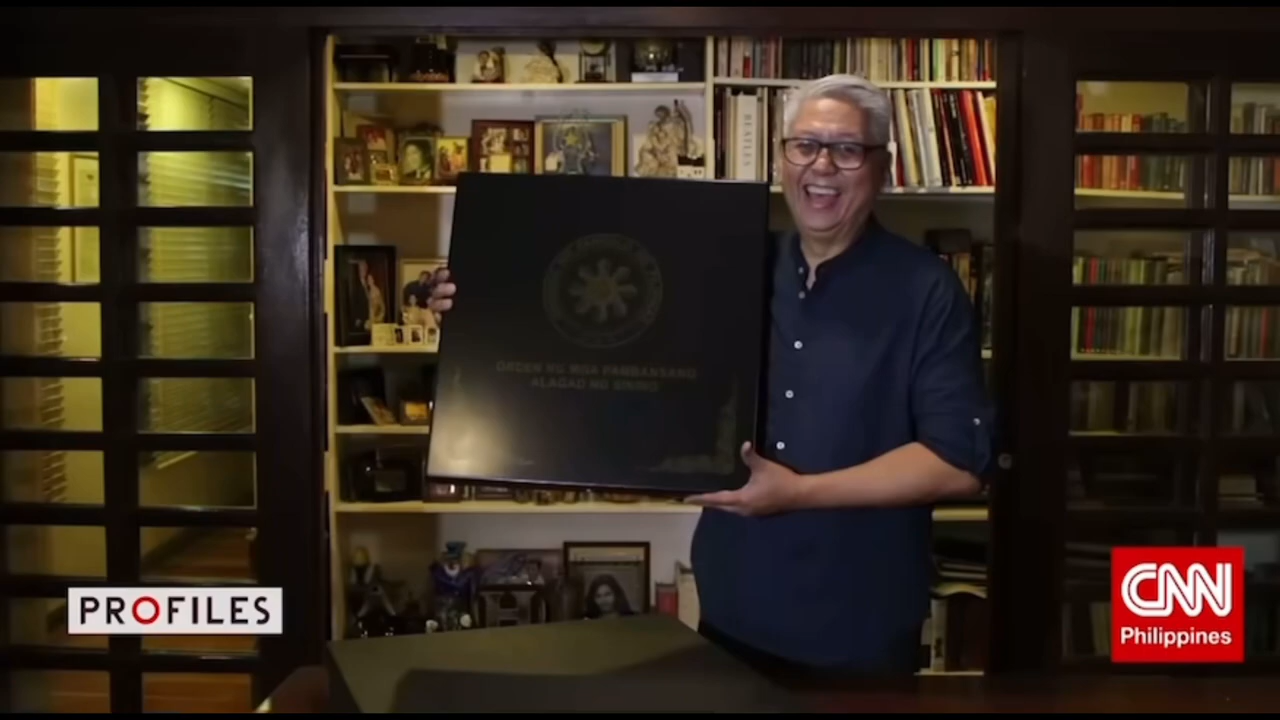 BEATLES
ORDEN NG MGA PAMBANSANG
ALAGAD NG SINING
PROFILES
CNN
Philippines